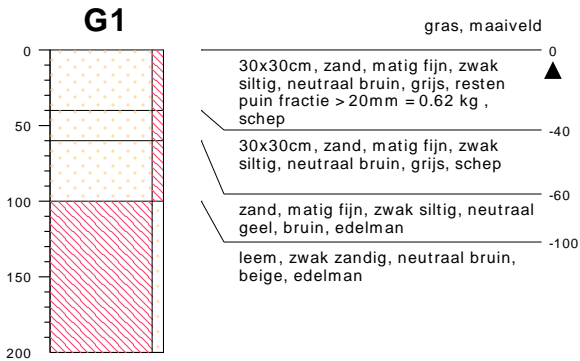 G1
gras, maaiveld
0
0
30x30cm, zand, matig fijn, zwak
siltig, neutraal bruin, grijs, resten
puin fractie > 20mm = 0.62 kg ,
schep
-40
50
30x30cm, zand, matig fijn, zwak
siltig, neutraal bruin, grijs, schep
-60
100
zand, matig fijn, zwak siltig, neutraal
geel, bruin, edelman
-100
leem, zwak zandig, neutraal bruin,
beige, edelman
150
200